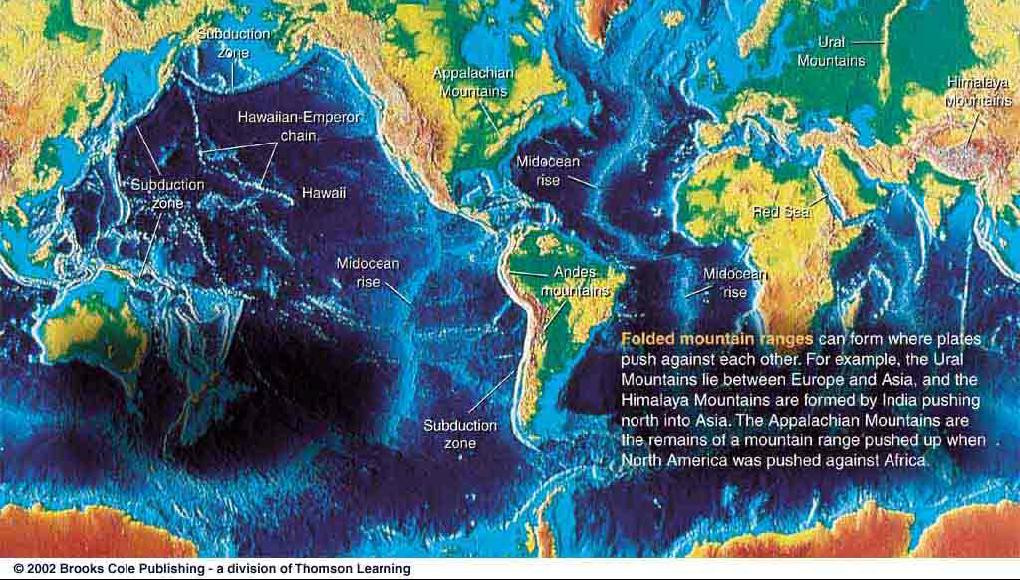 Subduction
zone
Ural
Mountains
Appalachian
Mountains
Himalaya
Mountains
Hawaiian-Emperor
chain
Midocean
rise
Subduction
zone
Hawaii
Red Sea
Midocean
rise
Andes
mountains
Midocean
rise
Folded mountain ranges can form where plates
push against each other. For example, the Ural
Mountains lie between Europe and Asia, and the
Himalaya Mountains are formed by India pushing
north into Asia. The Appalachian Mountains are
the remains of a mountain range pushed up when
North America was pushed against Africa.
Subduction
zone
© 2002 Brooks Cole Publishing - a division of Thomson Learning